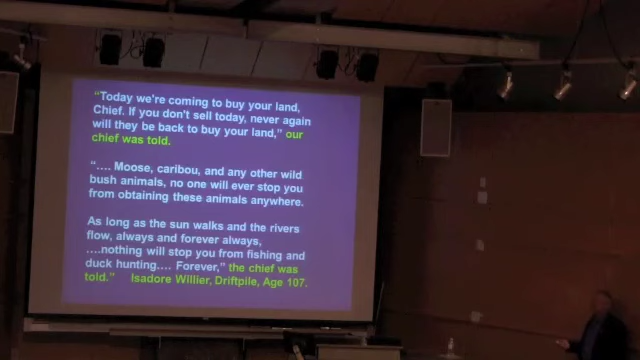 “Today we're coming to buy your land,
Chief. If you don't sell today, never again
will they be back to buy your land,” our
chief was told.
“.... Moose, caribou, and any other wild
bush animals, no one will ever stop you
from obtaining these animals anywhere.
As long as the sun walks and the rivers
flow, always and forever always,
....nothing will stop you from fishing and
duck hunting.... Forever,” the chief was
told.” Isadore Willier, Driftpile, Age 107.